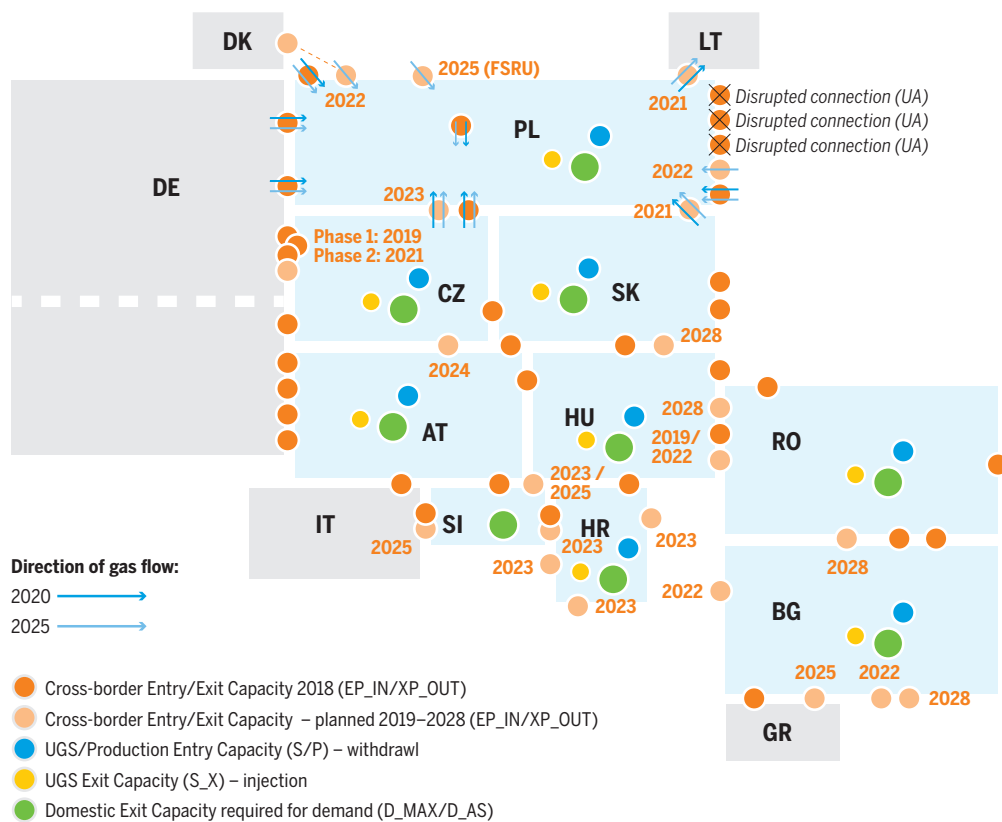 DK
LT
2025 (FSRU)
2022
2021
Disrupted connection (UA)
Disrupted connection (UA)
Disrupted connection (UA)
PL
DE
2022
2023
2021
Phase 1: 2019
Phase 2: 2021
CZ
SK
2028
2024
AT
HU
2028
2019/
2022
RO
2023 /
2025
IT
SI
HR
2025
2023
2023
2023
2023
2022
2028
BG
Direction of gas flow:
2020
2025
2025
2022
2028
GR
Cross-border Entry/Exit Capacity 2018 (EP_IN/XP_OUT)
Cross-border Entry/Exit Capacity – planned 2019–2028 (EP_IN/XP_OUT)
UGS/Production Entry Capacity (S/P) – withdrawl
UGS Exit Capacity (S_X) – injection
Domestic Exit Capacity required for demand (D_MAX/D_AS)